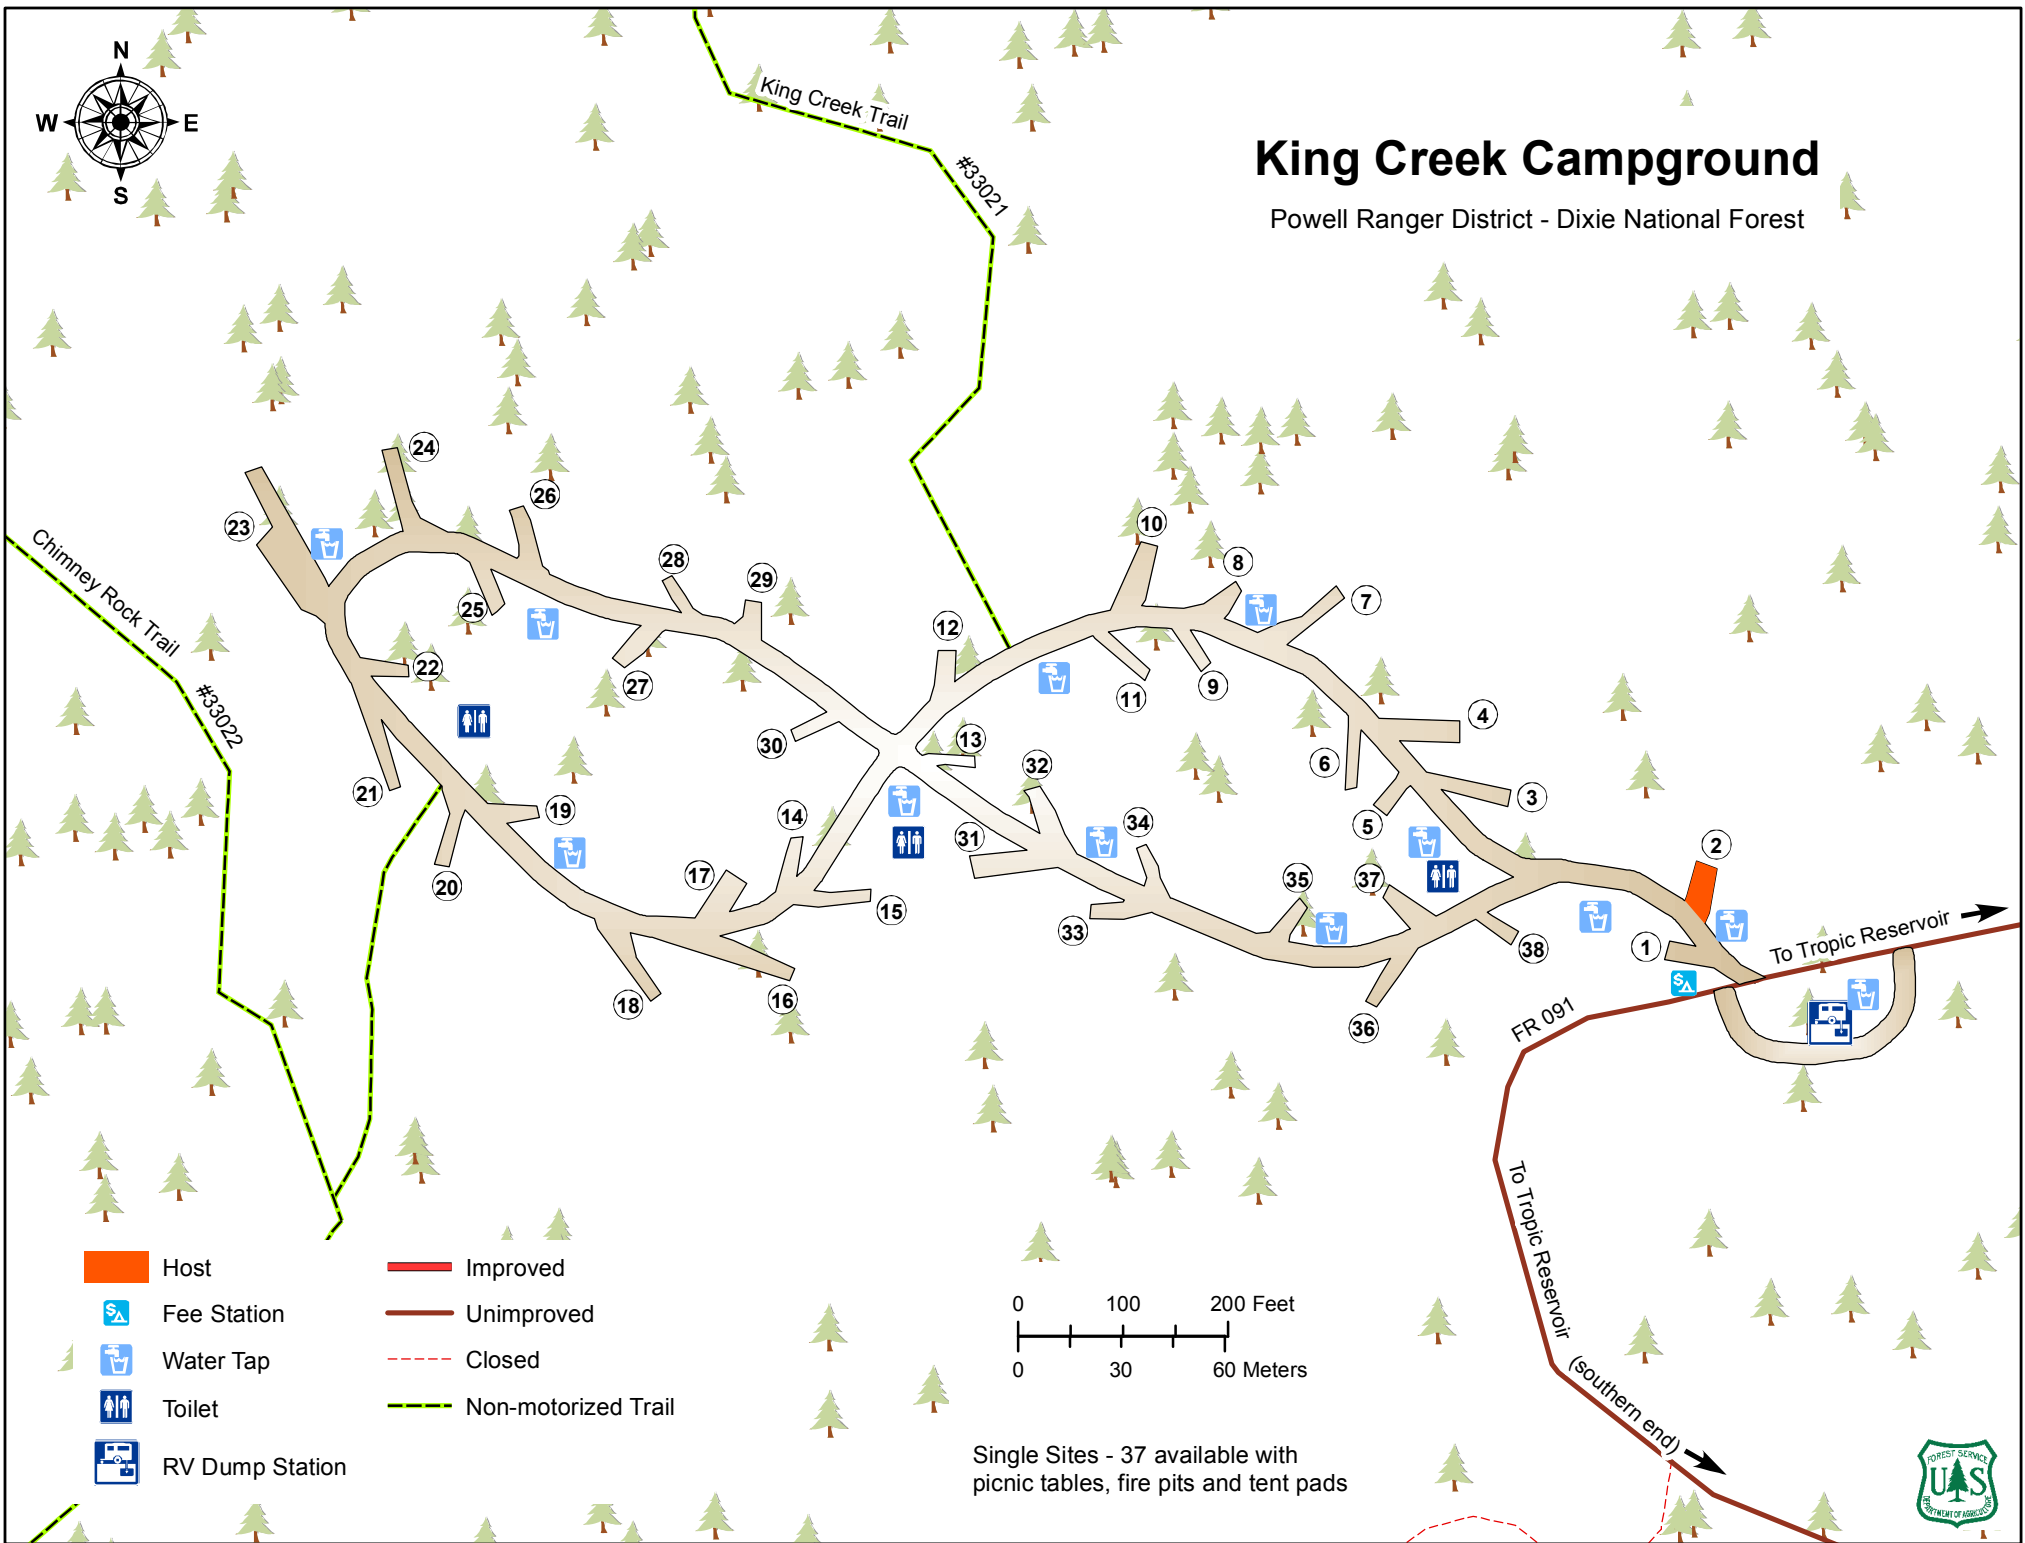 N
W
E
S
King Creek Campground
Powell Ranger District - Dixie National Forest
King Creek Trail
#33021
Chimney Rock Trail
#33022
24
26
23
25
28
29
27
22
21
20
19
30
12
13
10
8
7
11
9
4
6
3
5
2
1
14
17
15
16
18
31
32
34
33
35
37
38
36
To Tropic Reservoir
FR 091
To Tropic Reservoir
(southern end)
Host
Fee Station
Water Tap
Toilet
RV Dump Station
Improved
Unimproved
Closed
Non-motorized Trail
0 100 200 Feet
0 30 60 Meters
Single Sites - 37 available with
picnic tables, fire pits and tent pads
FOREST SERVICE
U S
DEPARTMENT OF AGRICULTURE